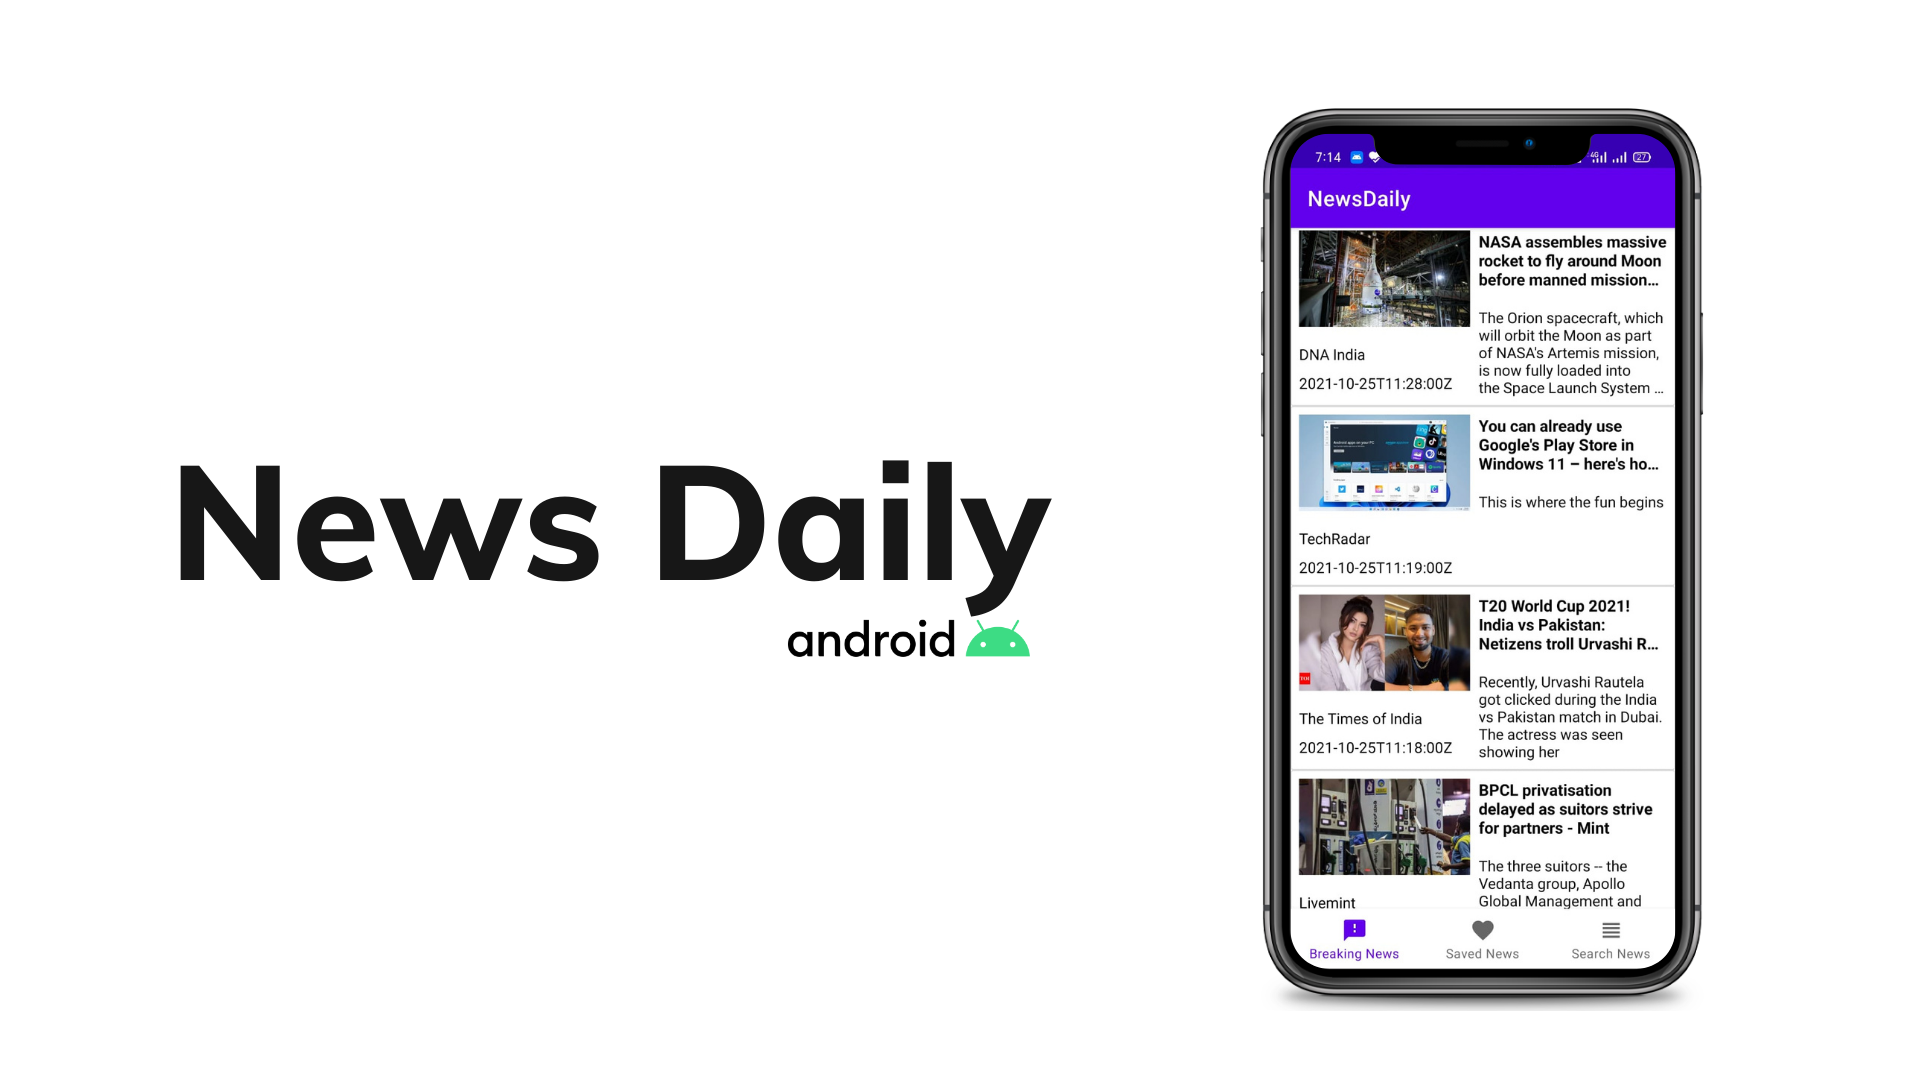 News Daily
android
7:14
4G
27
NewsDaily
NASA assembles massive
rocket to fly around Moon
before manned mission...
The Orion spacecraft, which
will orbit the Moon as part
of NASA's Artemis mission,
is now fully loaded into
the Space Launch System ...
DNA India
2021-10-25T11:28:00Z
You can already use
Google's Play Store in
Windows 11 – here's ho...
This is where the fun begins
TechRadar
2021-10-25T11:19:00Z
T20 World Cup 2021!
India vs Pakistan:
Netizens troll Urvashi R...
Recently, Urvashi Rautela
got clicked during the India
vs Pakistan match in Dubai.
The actress was seen
showing her
TOI
The Times of India
2021-10-25T11:18:00Z
BPCL privatisation
delayed as suitors strive
for partners - Mint
The three suitors -- the
Vedanta group, Apollo
Global Management and
Livemint
Breaking News
Saved News
Search News